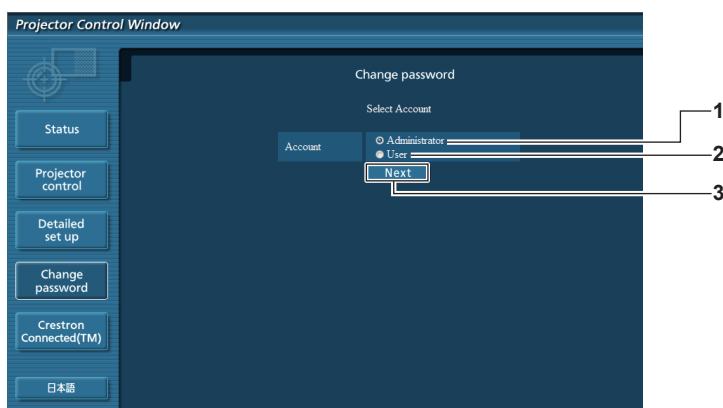 Projector Control Window
Change password
Select Account
1
Status
Account
Administrator
User
2
Next
3
Projector
control
Detailed
set up
Change
password
Crestron
Connected(TM)
日本語